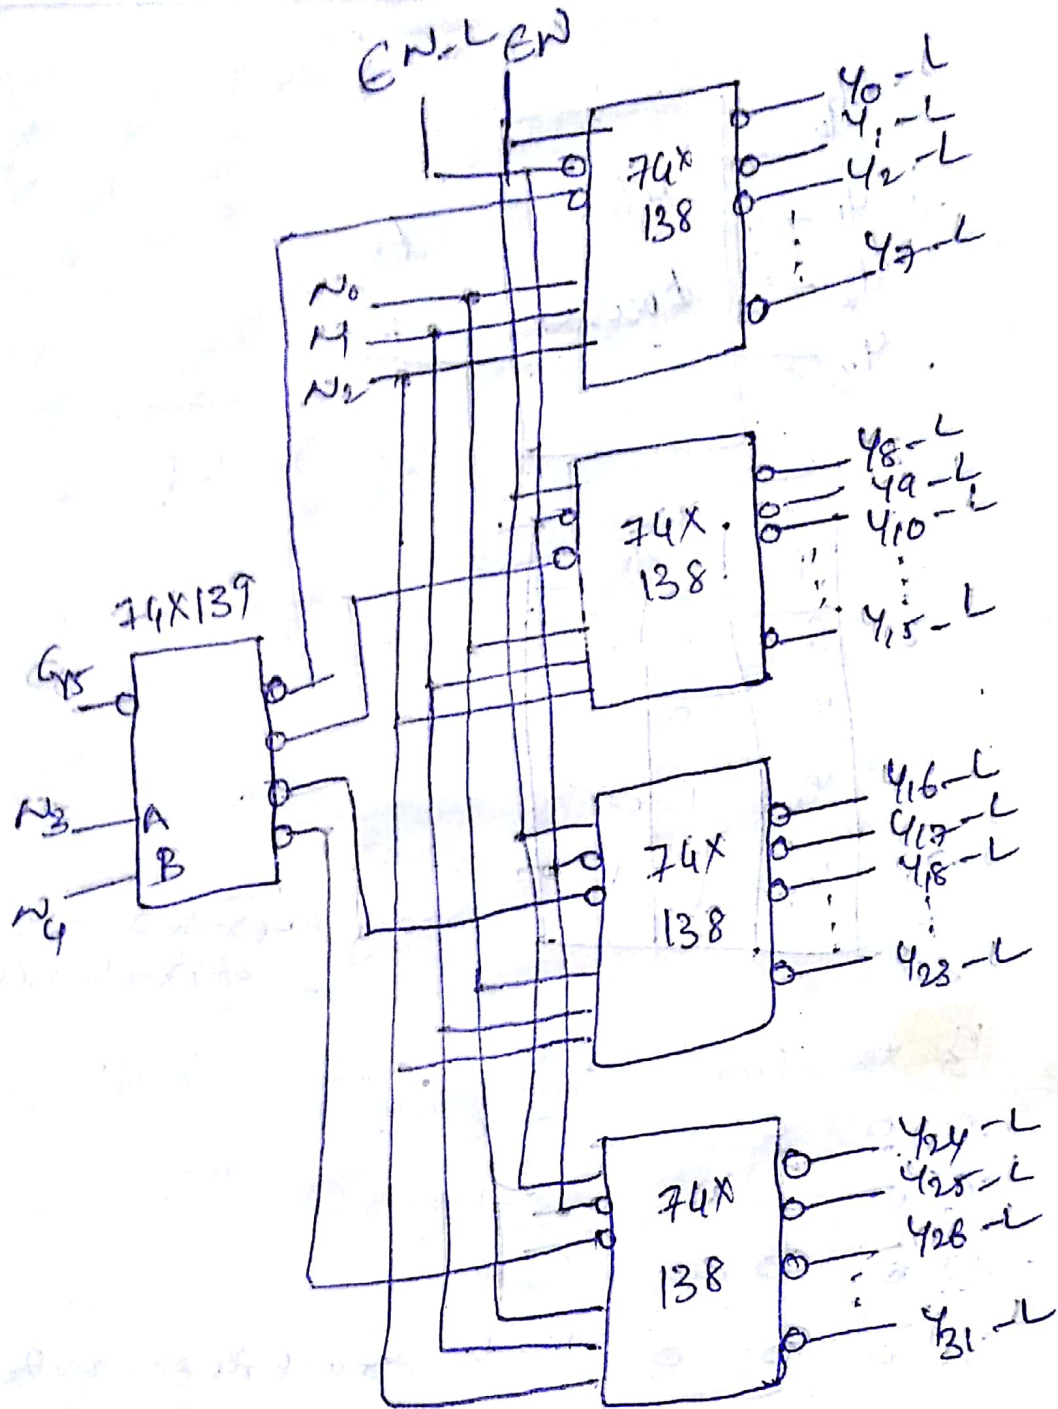 EN-L EN
Y0-L
Y1-L
Y2-L
Y7-L
74X
138
N0
N1
N2
Y8-L
Y9-L
Y10-L
Y15-L
74X
138
74X139
N3
A
B
N4
Y16-L
Y17-L
Y18-L
Y23-L
74X
138
Y24-L
Y25-L
Y26-L
Y31-L
74X
138